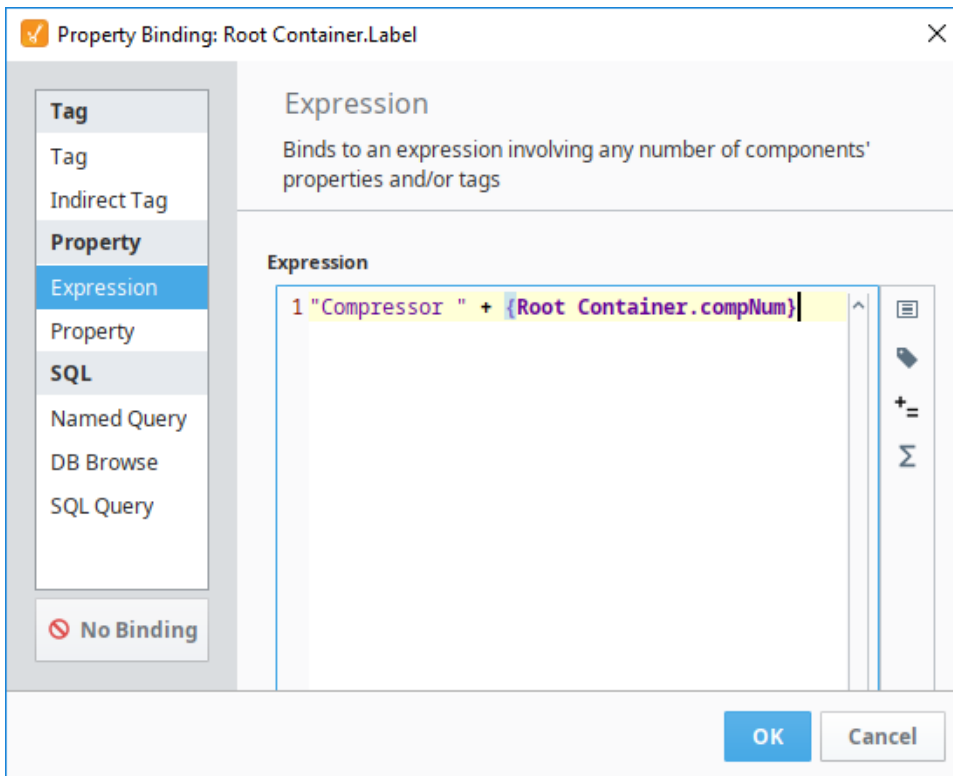 Property Binding: Root Container.Label
Tag
Tag
Indirect Tag
Property
Expression
Property
SQL
Named Query
DB Browse
SQL Query
No Binding
Expression
Binds to an expression involving any number of components'
properties and/or tags
Expression
1 "Compressor " + {Root Container.compNum}
OK
Cancel